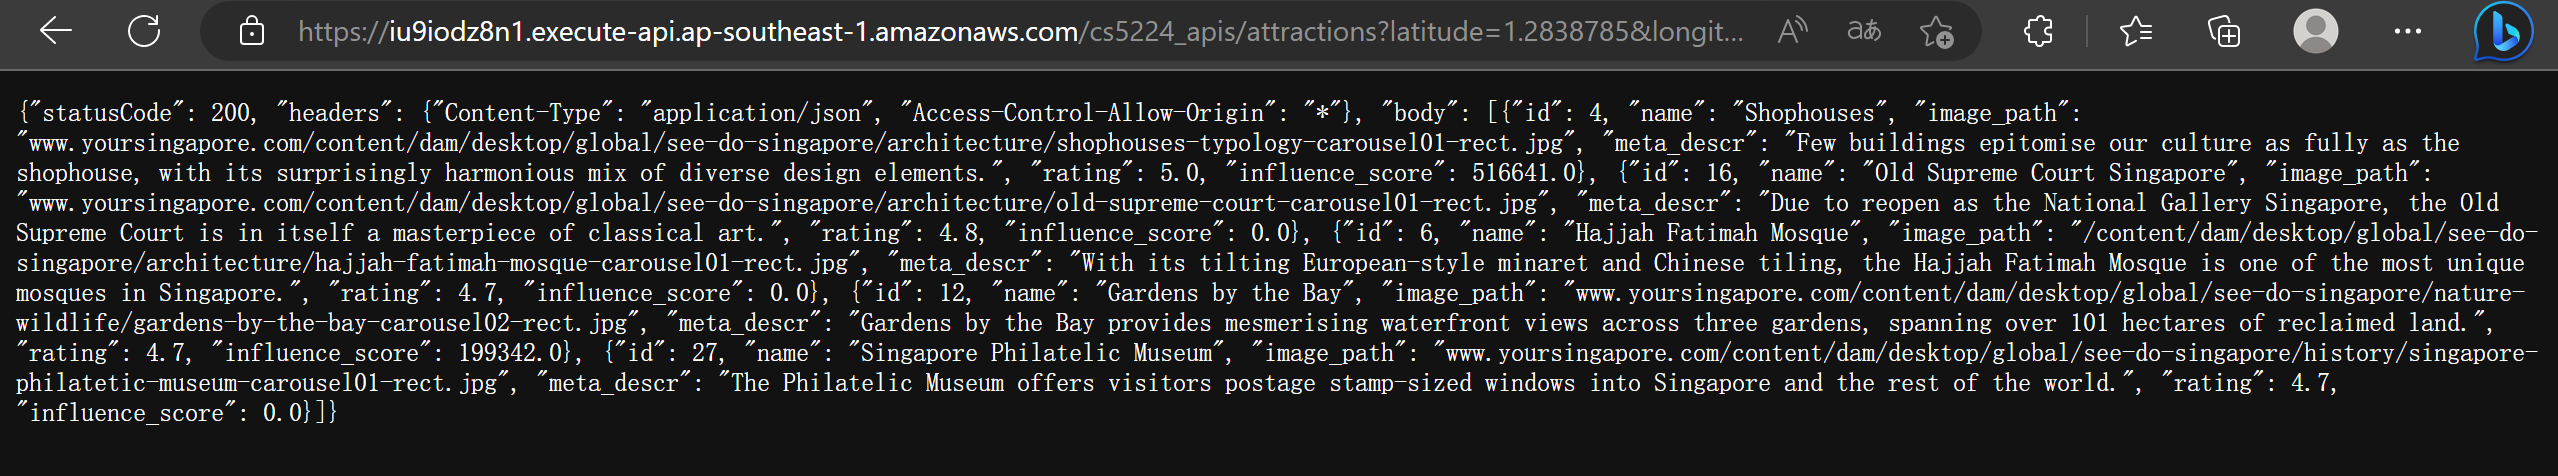 https://iu9iodz8n1.execute-api.ap-southeast-1.amazonaws.com/cs5224_apis/attractions?latitude=1.2838785&longit...
{"statusCode": 200, "headers": {"Content-Type": "application/json", "Access-Control-Allow-Origin": "*"}, "body": [{"id": 4, "name": "Shophouses", "image_path":
"www.yoursingapore.com/content/dam/desktop/global/see-do-singapore/architecture/shophouses-typology-carousel01-rect.jpg", "meta_descr": "Few buildings epitomise our culture as fully as the
shophouse, with its surprisingly harmonious mix of diverse design elements.", "rating": 5.0, "influence_score": 516641.0}, {"id": 16, "name": "Old Supreme Court Singapore", "image_path":
"www.yoursingapore.com/content/dam/desktop/global/see-do-singapore/architecture/old-supreme-court-carousel01-rect.jpg", "meta_descr": "Due to reopen as the National Gallery Singapore, the Old
Supreme Court is in itself a masterpiece of classical art.", "rating": 4.8, "influence_score": 0.0}, {"id": 6, "name": "Hajjah Fatimah Mosque", "image_path": "/content/dam/desktop/global/see-do-
singapore/architecture/hajjah-fatimah-mosque-carousel01-rect.jpg", "meta_descr": "With its tilting European-style minaret and Chinese tiling, the Hajjah Fatimah Mosque is one of the most unique
mosques in Singapore.", "rating": 4.7, "influence_score": 0.0}, {"id": 12, "name": "Gardens by the Bay", "image_path": "www.yoursingapore.com/content/dam/desktop/global/see-do-singapore/nature-
wildlife/gardens-by-the-bay-carousel02-rect.jpg", "meta_descr": "Gardens by the Bay provides mesmerising waterfront views across three gardens, spanning over 101 hectares of reclaimed land.",
"rating": 4.7, "influence_score": 199342.0}, {"id": 27, "name": "Singapore Philatelic Museum", "image_path": "www.yoursingapore.com/content/dam/desktop/global/see-do-singapore/history/singapore-
philatetic-museum-carousel01-rect.jpg", "meta_descr": "The Philatelic Museum offers visitors postage stamp-sized windows into Singapore and the rest of the world.", "rating": 4.7,
"influence_score": 0.0}]}